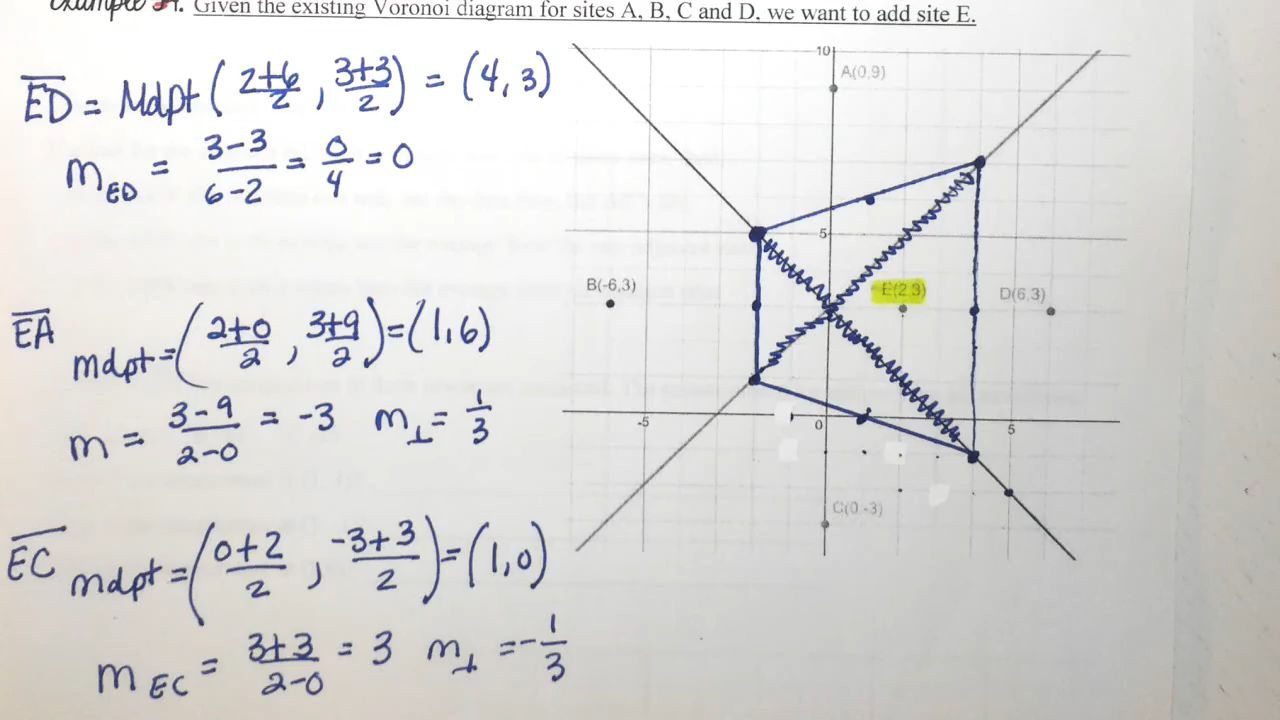 Example 4. Given the existing Voronoi diagram for sites A, B, C and D, we want to add site E.
ED = Mdpt ( 2+6/2 , 3+3/2 ) = (4, 3)
m ED = 3-3/6-2 = 0/4 = 0
EA
mdpt = ( 2+0/2 , 3+9/2 ) = (1, 6)
m = 3-9/2-0 = -3 m⊥ = 1/3
EC
mdpt = ( 0+2/2 , -3+3/2 ) = (1, 0)
m EC = 3+3/2-0 = 3 m⊥ = -1/3
10
A(0,9)
5
B(-6,3)
E(2,3)
D(6,3)
-5
0
5
C(0,-3)